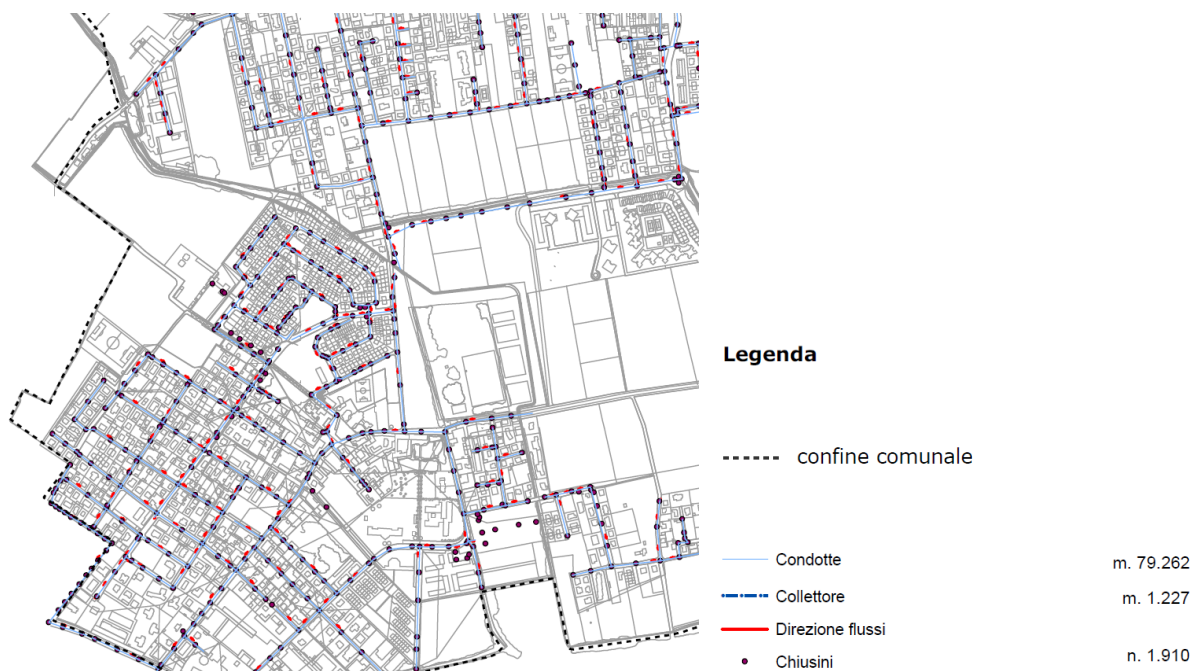 Legenda
confine comunale
Condotte m. 79.262
Collettore m. 1.227
Direzione flussi
Chiusini n. 1.910